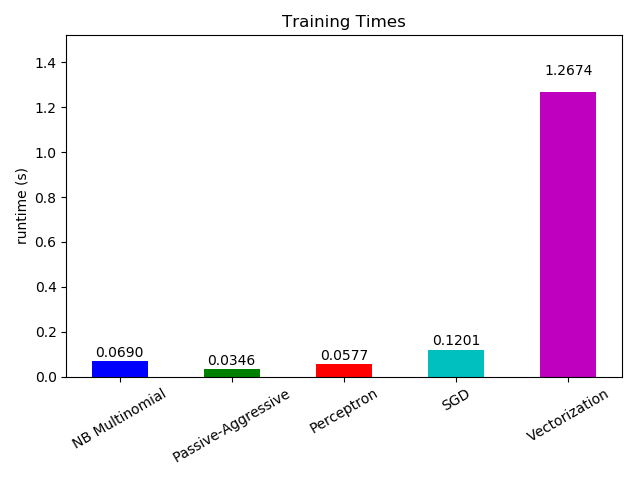 Training Times
runtime (s)
1.4
1.2
1.0
0.8
0.6
0.4
0.2
0.0
0.0690
0.0346
0.0577
0.1201
1.2674
NB Multinomial
Passive-Aggressive
Perceptron
SGD
Vectorization